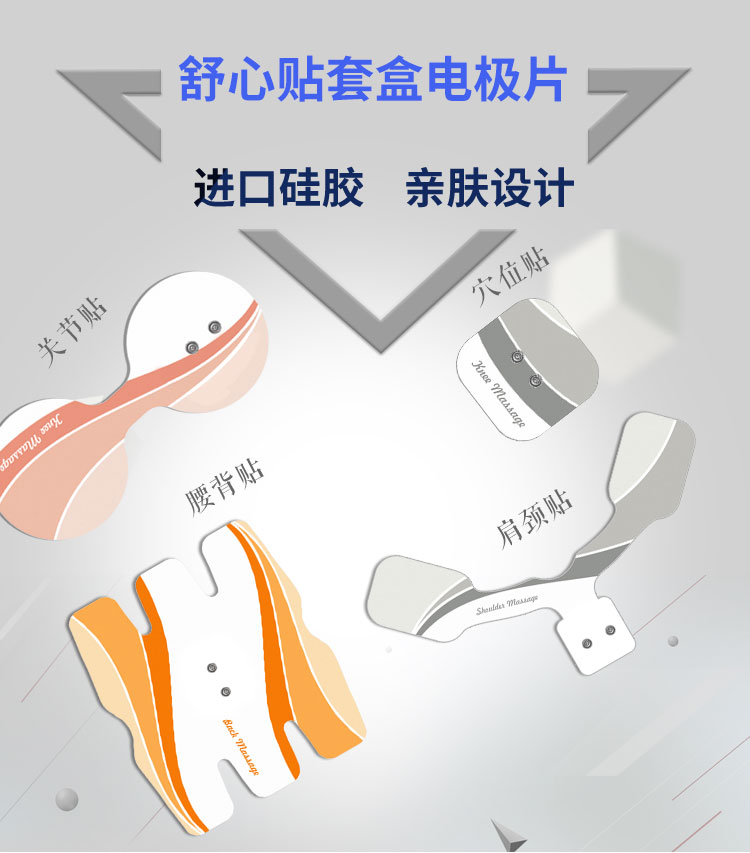 舒心贴套盒电极片
进口硅胶 亲肤设计
穴位贴
关节贴
Knee Massage
Knee Massage
腰背贴
肩颈贴
Shoulder Massage
Back Massage